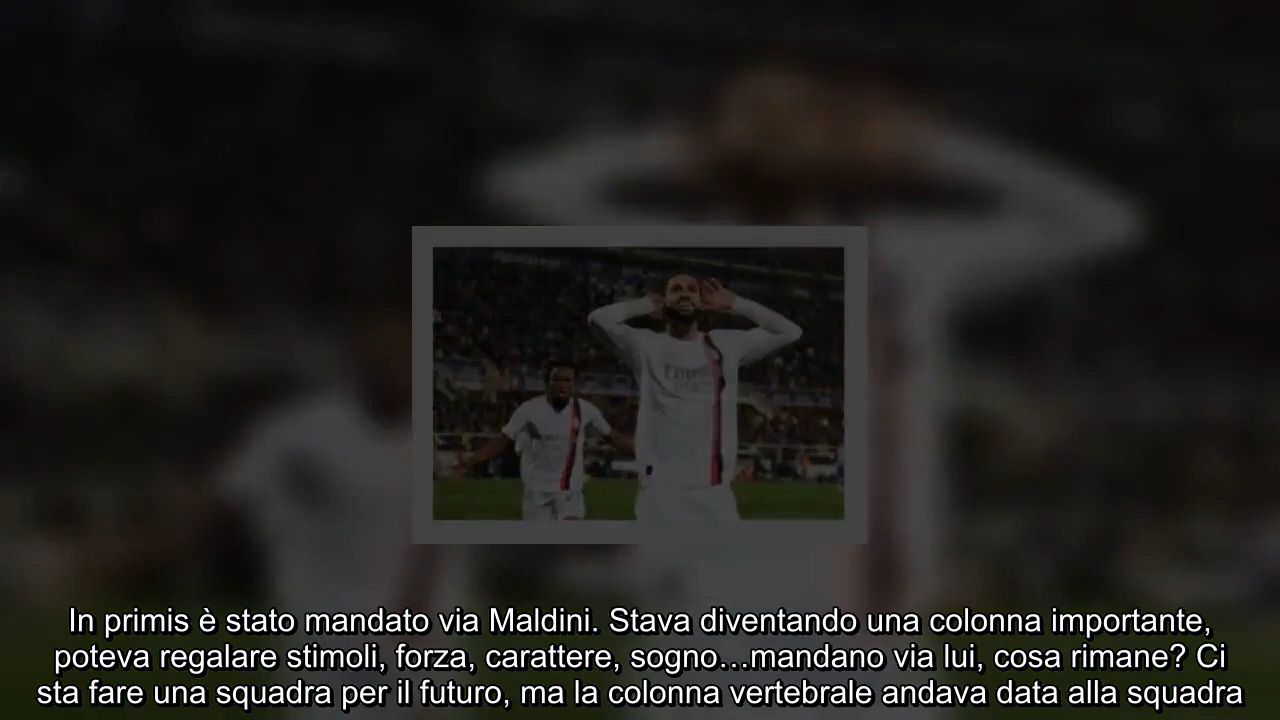 In primis è stato mandato via Maldini. Stava diventando una colonna importante,
poteva regalare stimoli, forza, carattere, sogno…mandano via lui, cosa rimane? Ci
sta fare una squadra per il futuro, ma la colonna vertebrale andava data alla squadra